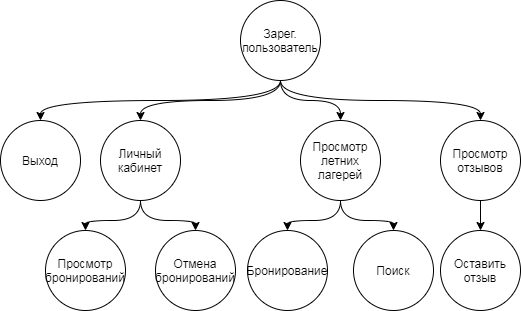 Зарег.
пользователь
Выход
Личный
кабинет
Просмотр
летних
лагерей
Просмотр
отзывов
Просмотр
бронирований
Отмена
бронирований
Бронирование
Поиск
Оставить
отзыв